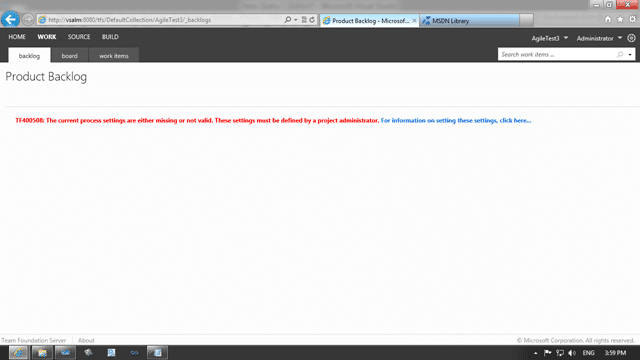 http://vsalm:8080/tfs/DefaultCollection/AgileTest3/_backlogs
Product Backlog - Microsof...
MSDN Library
HOME WORK SOURCE BUILD
AgileTest3 Administrator
backlog board work items
Search work items...
Product Backlog
TF400508: The current process settings are either missing or not valid. These settings must be defined by a project administrator. For information on setting these settings, click here...
Team Foundation Server About
© Microsoft Corporation. All rights reserved.
ENG 3:59 PM